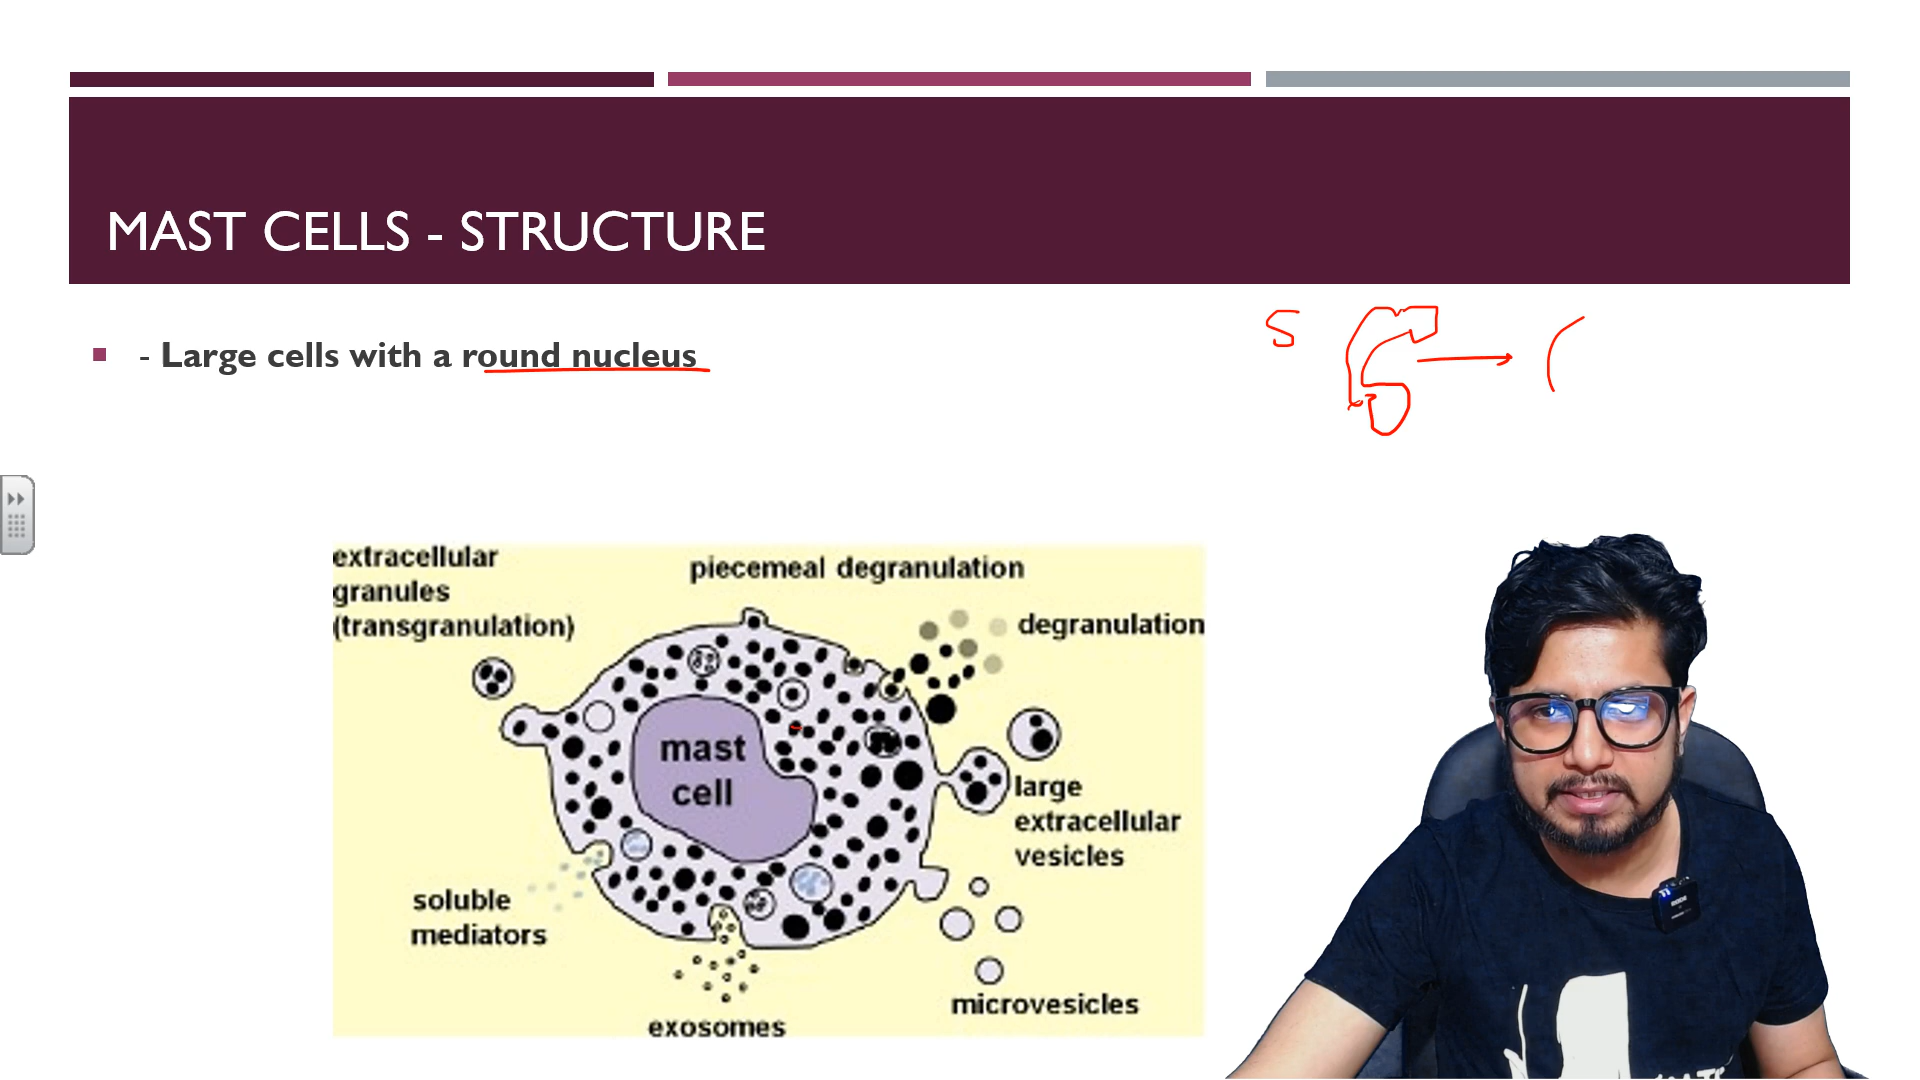 MAST CELLS - STRUCTURE
- Large cells with a round nucleus
S
extracellular
granules
(transgranulation)
piecemeal degranulation
degranulation
mast
cell
large
extracellular
vesicles
soluble
mediators
microvesicles
exosomes